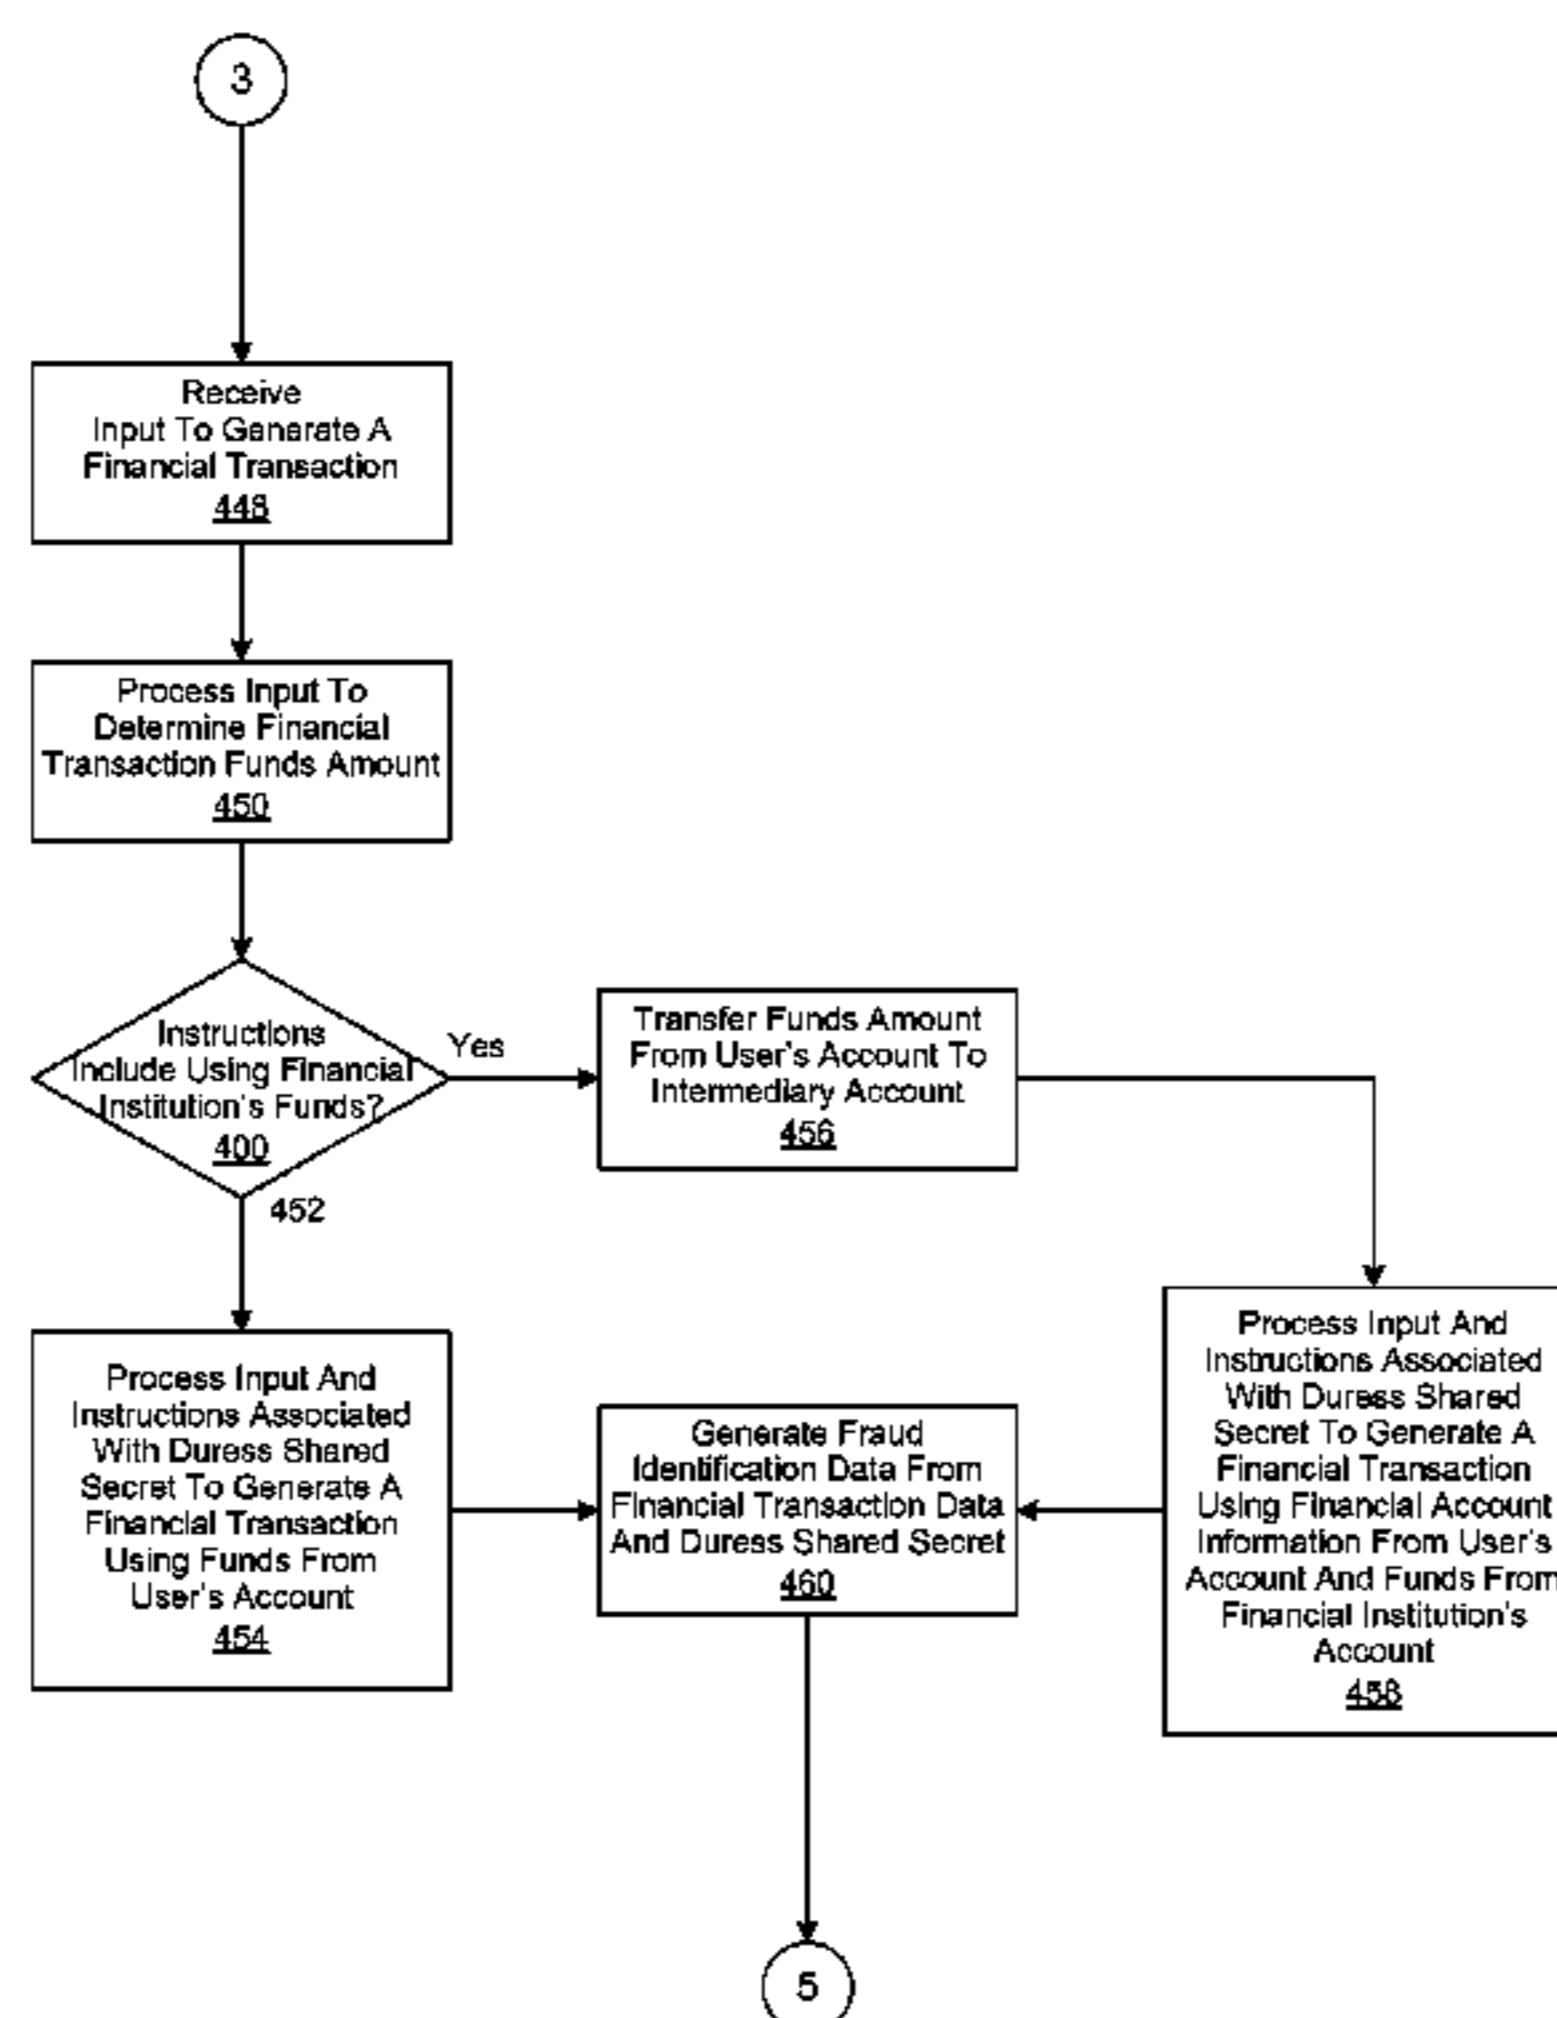 3
Receive
Input To Generate A
Financial Transaction
448
Process Input To
Determine Financial
Transaction Funds Amount
450
Instructions
Include Using Financial
Institution's Funds?
400
Yes
452
Transfer Funds Amount
From User's Account To
Intermediary Account
456
Process Input And
Instructions Associated
With Duress Shared
Secret To Generate A
Financial Transaction
Using Funds From
User's Account
454
Generate Fraud
Identification Data From
Financial Transaction Data
And Duress Shared Secret
460
Process Input And
Instructions Associated
With Duress Shared
Secret To Generate A
Financial Transaction
Using Financial Account
Information From User's
Account And Funds From
Financial Institution's
Account
458
5